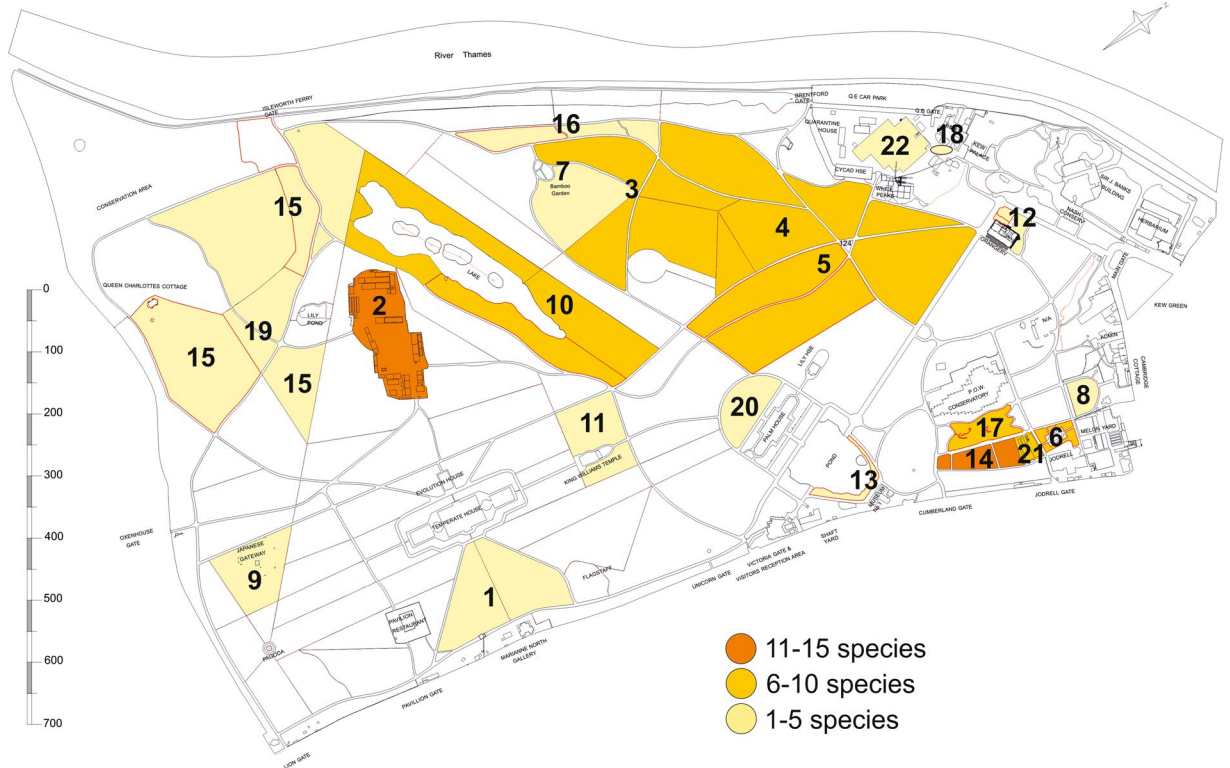 Z
River Thames
ISLEWORTH FERRY
GATE
BRENTFORD
GATE
Q.E CAR PARK
Q.E GATE
QUARANTINE
HOUSE
16
22
18
KEW
PALACE
CYCAD HSE
WHITE
PEAKS
SIR J. BANKS
BUILDING
NASH
CONSERV.
HERBARIUM
7
Bamboo
Garden
3
4
12
ORANGERY
MAIN GATE
KEW GREEN
CONSERVATION AREA
15
124
5
QUEEN CHARLOTTES COTTAGE
0
LAKE
2
10
LILY
POND
19
15
15
N/A
ADMIN
CAMBRIDGE
COTTAGE
100
LILY HSE
P.O.W.
CONSERVATORY
8
200
11
20
PALM HOUSE
17
6
MELON YARD
14
21
JODRELL
KING WILLIAMS TEMPLE
POND
13
MUSEUM
No 1
300
EVOLUTION HOUSE
JODRELL GATE
CUMBERLAND GATE
TEMPERATE HOUSE
SHAFT
YARD
400
OXENHOUSE
GATE
JAPANESE
GATEWAY
9
VICTORIA GATE &
VISITORS RECEPTION AREA
UNICORN GATE
FLAGSTAFF
500
1
PAVILION
RESTAURANT
MARIANNE NORTH
GALLERY
600
PAGODA
PAVILLION GATE
700
LION GATE
11-15 species
6-10 species
1-5 species